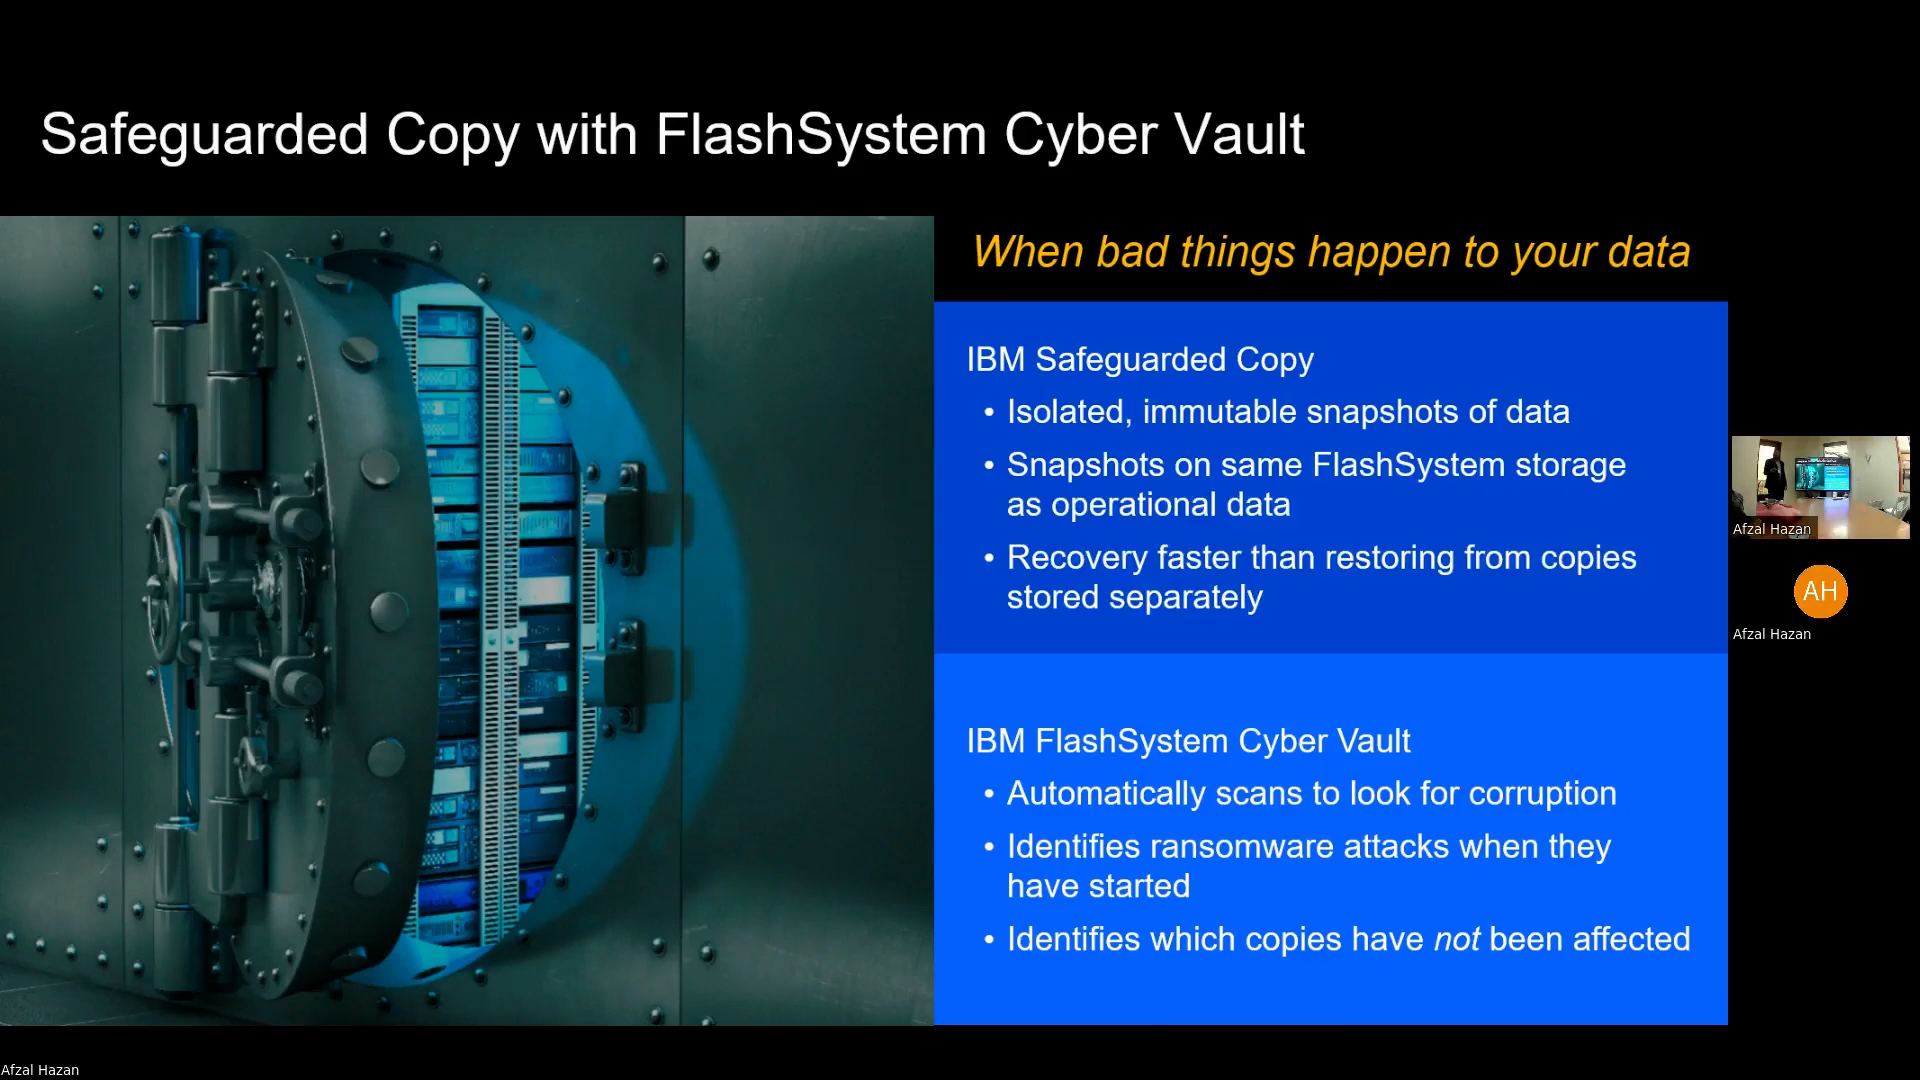 Safeguarded Copy with FlashSystem Cyber Vault
When bad things happen to your data
IBM Safeguarded Copy
• Isolated, immutable snapshots of data
• Snapshots on same FlashSystem storage
as operational data
• Recovery faster than restoring from copies
stored separately
IBM FlashSystem Cyber Vault
• Automatically scans to look for corruption
• Identifies ransomware attacks when they
have started
• Identifies which copies have not been affected
Afzal Hazan
AH
Afzal Hazan
Afzal Hazan